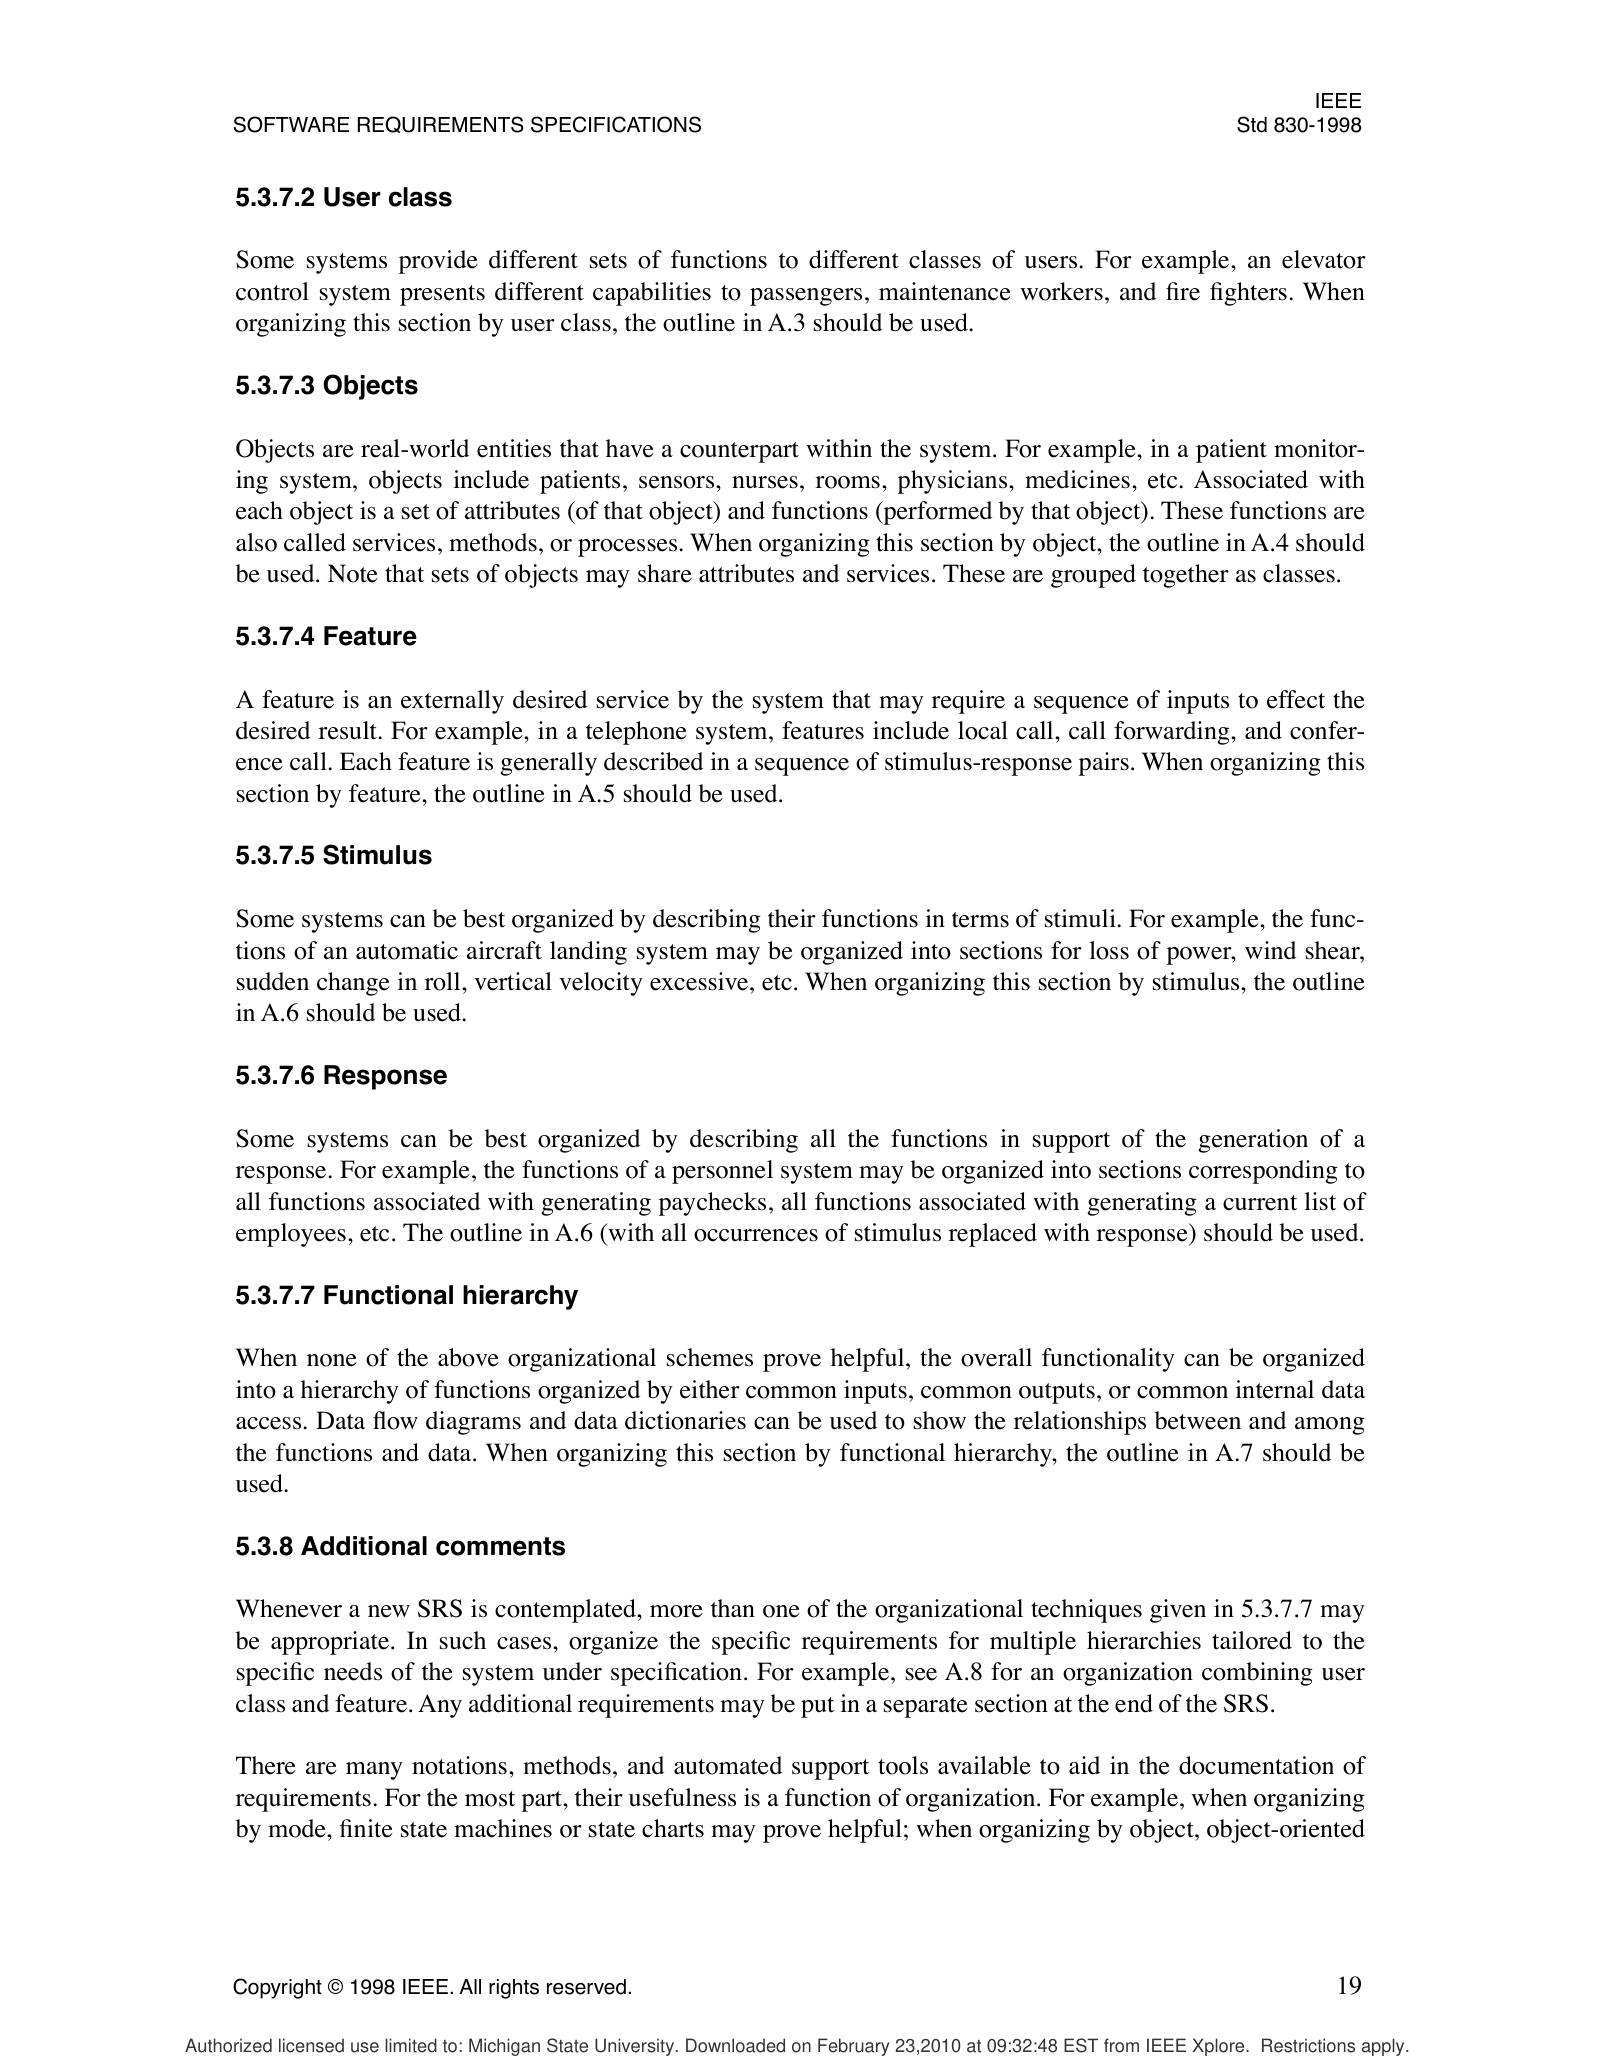 IEEE
SOFTWARE REQUIREMENTS SPECIFICATIONS Std 830-1998
5.3.7.2 User class
Some systems provide different sets of functions to different classes of users. For example, an elevator
control system presents different capabilities to passengers, maintenance workers, and fire fighters. When
organizing this section by user class, the outline in A.3 should be used.
5.3.7.3 Objects
Objects are real-world entities that have a counterpart within the system. For example, in a patient monitor-
ing system, objects include patients, sensors, nurses, rooms, physicians, medicines, etc. Associated with
each object is a set of attributes (of that object) and functions (performed by that object). These functions are
also called services, methods, or processes. When organizing this section by object, the outline in A.4 should
be used. Note that sets of objects may share attributes and services. These are grouped together as classes.
5.3.7.4 Feature
A feature is an externally desired service by the system that may require a sequence of inputs to effect the
desired result. For example, in a telephone system, features include local call, call forwarding, and confer-
ence call. Each feature is generally described in a sequence of stimulus-response pairs. When organizing this
section by feature, the outline in A.5 should be used.
5.3.7.5 Stimulus
Some systems can be best organized by describing their functions in terms of stimuli. For example, the func-
tions of an automatic aircraft landing system may be organized into sections for loss of power, wind shear,
sudden change in roll, vertical velocity excessive, etc. When organizing this section by stimulus, the outline
in A.6 should be used.
5.3.7.6 Response
Some systems can be best organized by describing all the functions in support of the generation of a
response. For example, the functions of a personnel system may be organized into sections corresponding to
all functions associated with generating paychecks, all functions associated with generating a current list of
employees, etc. The outline in A.6 (with all occurrences of stimulus replaced with response) should be used.
5.3.7.7 Functional hierarchy
When none of the above organizational schemes prove helpful, the overall functionality can be organized
into a hierarchy of functions organized by either common inputs, common outputs, or common internal data
access. Data flow diagrams and data dictionaries can be used to show the relationships between and among
the functions and data. When organizing this section by functional hierarchy, the outline in A.7 should be
used.
5.3.8 Additional comments
Whenever a new SRS is contemplated, more than one of the organizational techniques given in 5.3.7.7 may
be appropriate. In such cases, organize the specific requirements for multiple hierarchies tailored to the
specific needs of the system under specification. For example, see A.8 for an organization combining user
class and feature. Any additional requirements may be put in a separate section at the end of the SRS.
There are many notations, methods, and automated support tools available to aid in the documentation of
requirements. For the most part, their usefulness is a function of organization. For example, when organizing
by mode, finite state machines or state charts may prove helpful; when organizing by object, object-oriented
Copyright © 1998 IEEE. All rights reserved. 19
Authorized licensed use limited to: Michigan State University. Downloaded on February 23,2010 at 09:32:48 EST from IEEE Xplore. Restrictions apply.